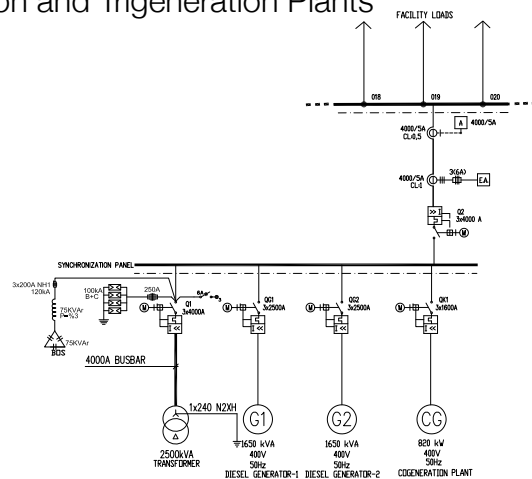 on and Trigeneration Plants
FACILITY LOADS
018
019
020
4000/5A
CL:0,5
A
4000/5A
4000/5A
CL:1
3(6A)
EA
>> I
Q2
3x4000 A
M
SYNCHRONIZATION PANEL
3x200A NH1
120kA
100kA
B+C
250A
6A
3
75KVAr
P=%3
75KVAr
BOS
M
Q1
3x4000A
I <<
M
QG1
3x2500A
I <<
M
QG2
3x2500A
I <<
M
QK1
3x1600A
I <<
4000A BUSBAR
1x240 N2XH
2500kVA
TRANSFORMER
G1
1650 kVA
400V
50Hz
DIESEL GENERATOR-1
G2
1650 kVA
400V
50Hz
DIESEL GENERATOR-2
CG
820 kW
400V
50Hz
COGENERATION PLANT